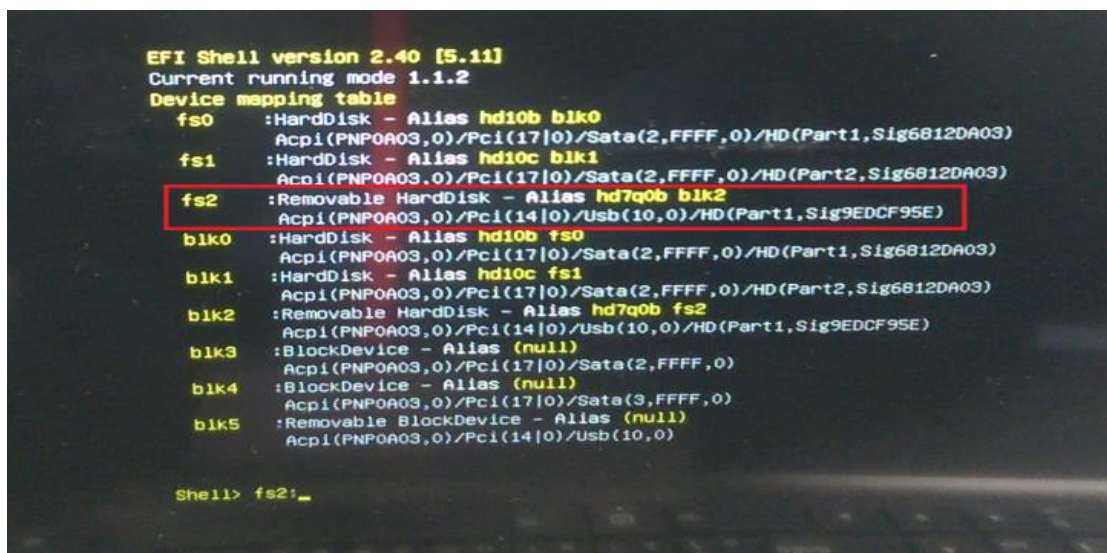 EFI Shell version 2.40 [5.11]
Current running mode 1.1.2
Device mapping table
fs0 :HardDisk - Alias hd10b blk0
Acpi(PNP0A03,0)/Pci(17|0)/Sata(2,FFFF,0)/HD(Part1,Sig6812DA03)
fs1 :HardDisk - Alias hd10c blk1
Acpi(PNP0A03,0)/Pci(17|0)/Sata(2,FFFF,0)/HD(Part2,Sig6812DA03)
fs2 :Removable HardDisk - Alias hd7q0b blk2
Acpi(PNP0A03,0)/Pci(14|0)/Usb(10,0)/HD(Part1,Sig9EDCF95E)
blk0 :HardDisk - Alias hd10b fs0
Acpi(PNP0A03,0)/Pci(17|0)/Sata(2,FFFF,0)/HD(Part1,Sig6812DA03)
blk1 :HardDisk - Alias hd10c fs1
Acpi(PNP0A03,0)/Pci(17|0)/Sata(2,FFFF,0)/HD(Part2,Sig6812DA03)
blk2 :Removable HardDisk - Alias hd7q0b fs2
Acpi(PNP0A03,0)/Pci(14|0)/Usb(10,0)/HD(Part1,Sig9EDCF95E)
blk3 :BlockDevice - Alias (null)
Acpi(PNP0A03,0)/Pci(17|0)/Sata(2,FFFF,0)
blk4 :BlockDevice - Alias (null)
Acpi(PNP0A03,0)/Pci(17|0)/Sata(3,FFFF,0)
blk5 :Removable BlockDevice - Alias (null)
Acpi(PNP0A03,0)/Pci(14|0)/Usb(10,0)
Shell> fs2:_